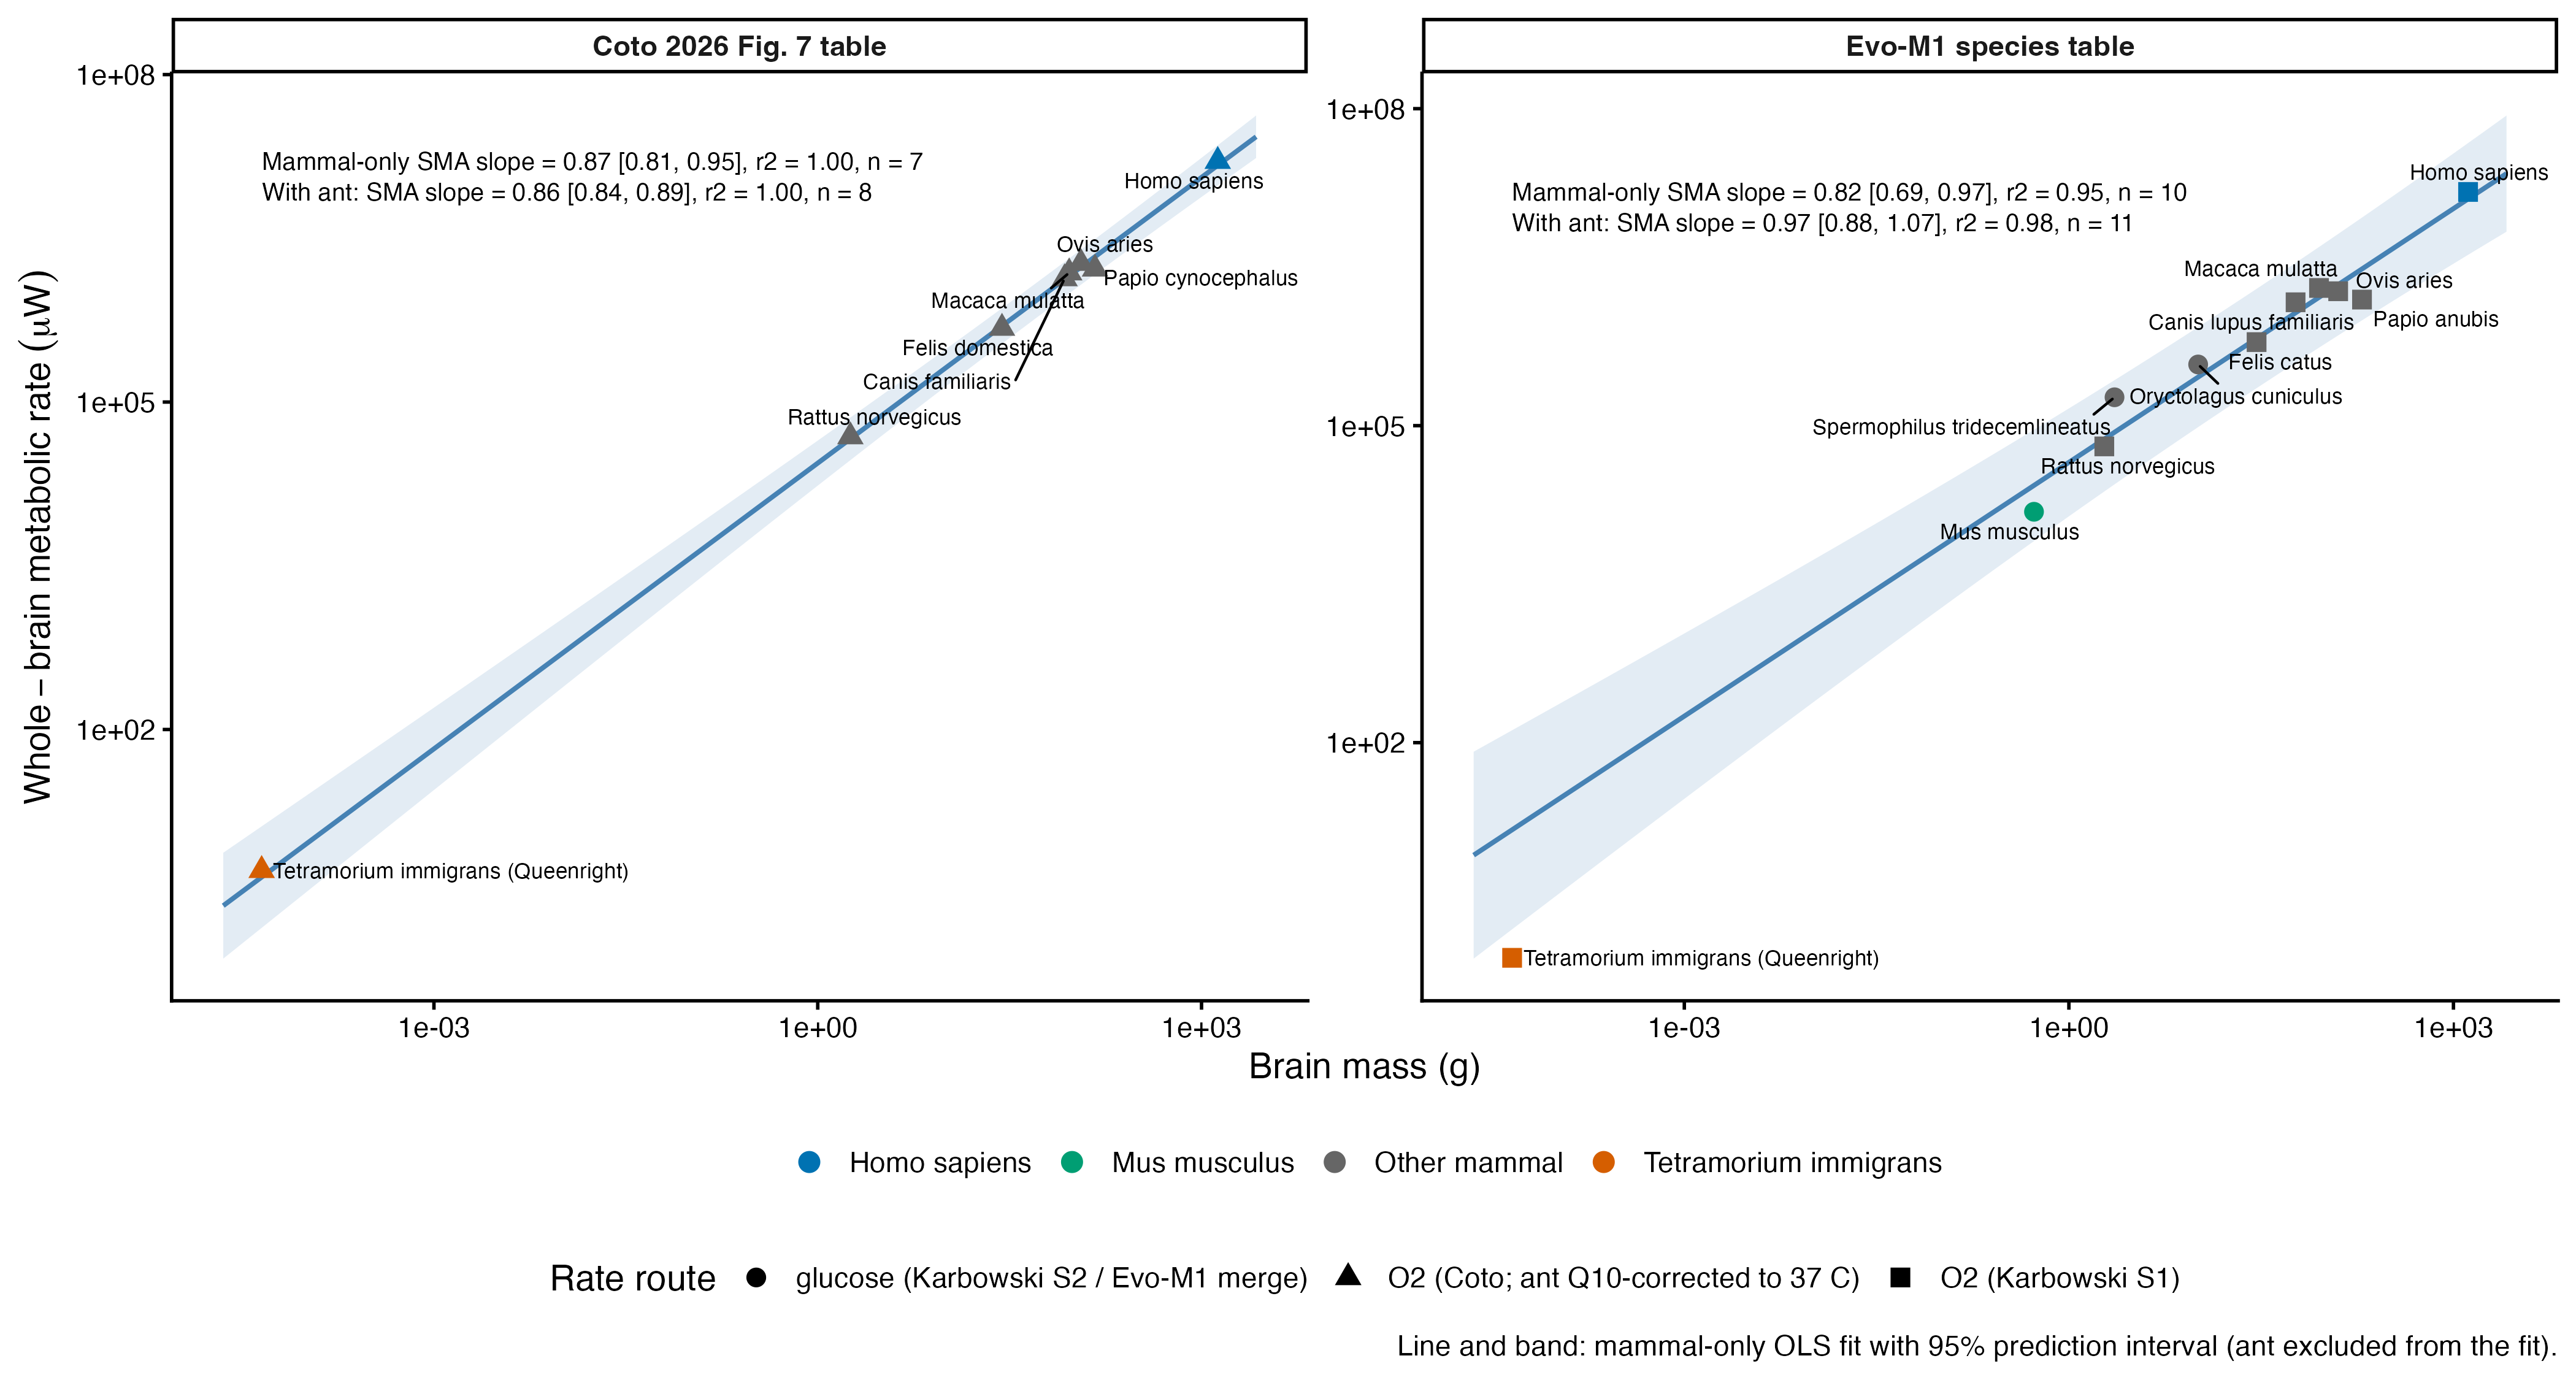 Coto 2026 Fig. 7 table
Evo-M1 species table
Whole – brain metabolic rate (μW)
1e+08
1e+05
1e+02
Mammal-only SMA slope = 0.87 [0.81, 0.95], r2 = 1.00, n = 7
With ant: SMA slope = 0.86 [0.84, 0.89], r2 = 1.00, n = 8
Homo sapiens
Ovis aries
Papio cynocephalus
Macaca mulatta
Felis domestica
Canis familiaris
Rattus norvegicus
Tetramorium immigrans (Queenright)
1e-03
1e+00
1e+03
1e+08
1e+05
1e+02
Mammal-only SMA slope = 0.82 [0.69, 0.97], r2 = 0.95, n = 10
With ant: SMA slope = 0.97 [0.88, 1.07], r2 = 0.98, n = 11
Homo sapiens
Macaca mulatta
Ovis aries
Canis lupus familiaris
Papio anubis
Felis catus
Oryctolagus cuniculus
Spermophilus tridecemlineatus
Rattus norvegicus
Mus musculus
Tetramorium immigrans (Queenright)
1e-03
1e+00
1e+03
Brain mass (g)
Homo sapiens
Mus musculus
Other mammal
Tetramorium immigrans
Rate route
glucose (Karbowski S2 / Evo-M1 merge)
O2 (Coto; ant Q10-corrected to 37 C)
O2 (Karbowski S1)
Line and band: mammal-only OLS fit with 95% prediction interval (ant excluded from the fit).